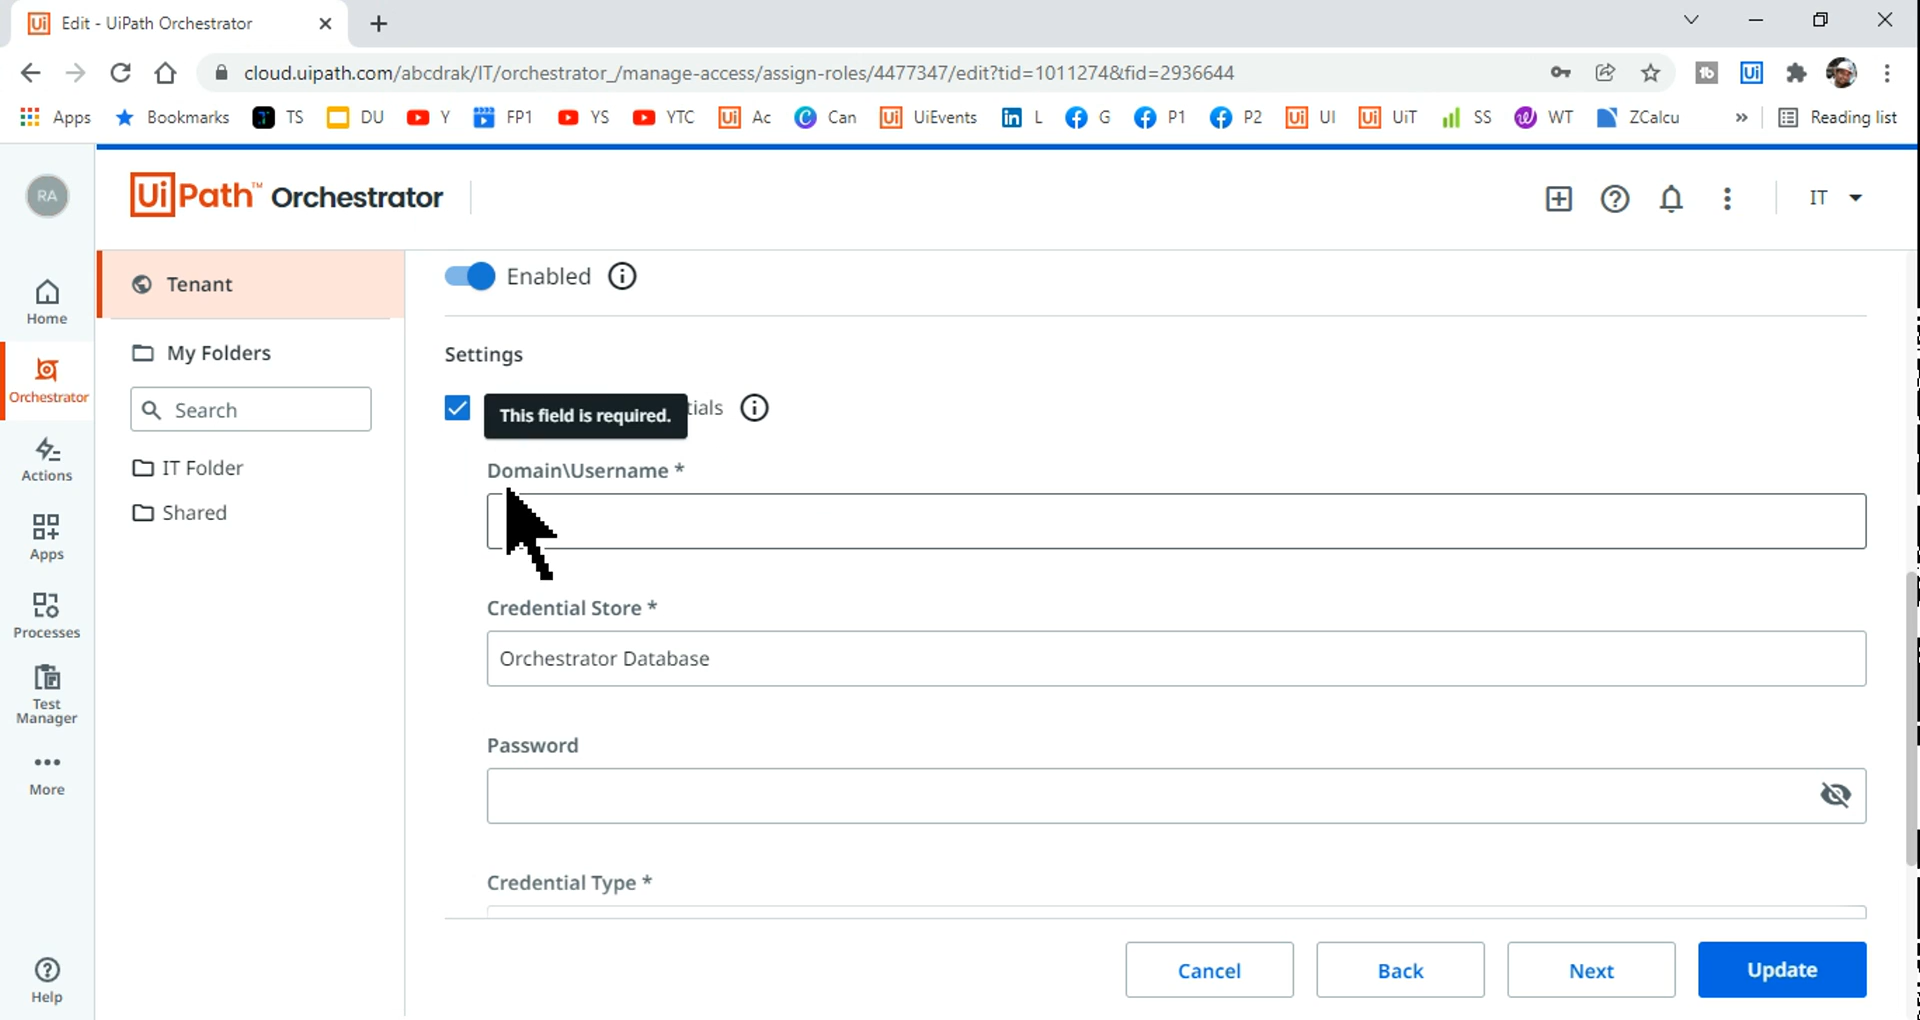 Edit - UiPath Orchestrator
cloud.uipath.com/abcdrak/IT/orchestrator_/manage-access/assign-roles/4477347/edit?tid=1011274&fid=2936644
Apps Bookmarks TS DU Y FP1 YS YTC Ac Can UiEvents L G P1 P2 UI UiT SS WT ZCalcu » Reading list
RA
UiPath™ Orchestrator
IT
Home
Orchestrator
Actions
Apps
Processes
Test
Manager
More
Help
Tenant
My Folders
Search
IT Folder
Shared
Enabled
Settings
This field is required.
tials
Domain\Username *
Credential Store *
Orchestrator Database
Password
Credential Type *
Cancel Back Next Update